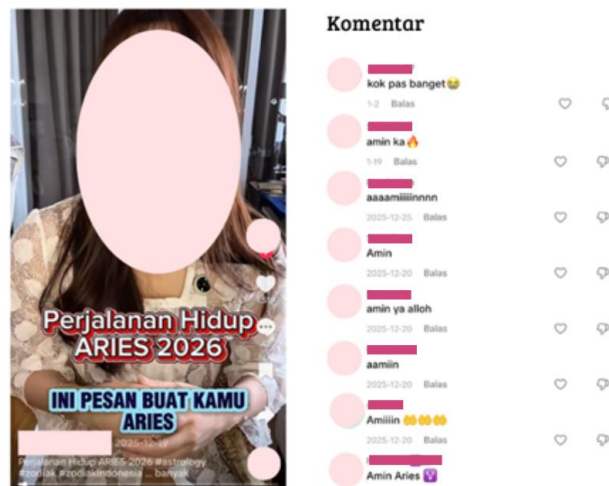 Perjalanan Hidup
ARIES 2026
INI PESAN BUAT KAMU
ARIES
2025-12-19
Perjalanan Hidup ARIES 2026 #astrology
#zodiak #zodiakindonesia ... banyak
Komentar
kok pas banget😭
1-2 Balas
amin ka🔥
1-19 Balas
aaaamiiiiinnnn
2025-12-25 Balas
Amin
2025-12-20 Balas
amin ya alloh
2025-12-20 Balas
aamiin
2025-12-20 Balas
Amiiiin 🤲🤲🤲
2025-12-20 Balas
Amin Aries ♈